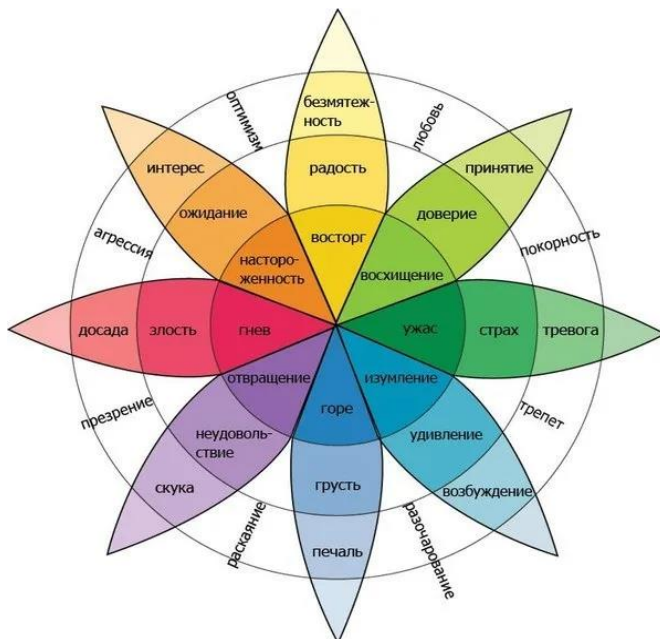 безмятеж-
ность
оптимизм
любовь
интерес
радость
принятие
ожидание
доверие
агрессия
насторо-
женность
восторг
восхищение
покорность
досада
злость
гнев
ужас
страх
тревога
отвращение
изумление
презрение
горе
трепет
неудоволь-
ствие
удивление
скука
грусть
возбуждение
раскаяние
разочарование
печаль